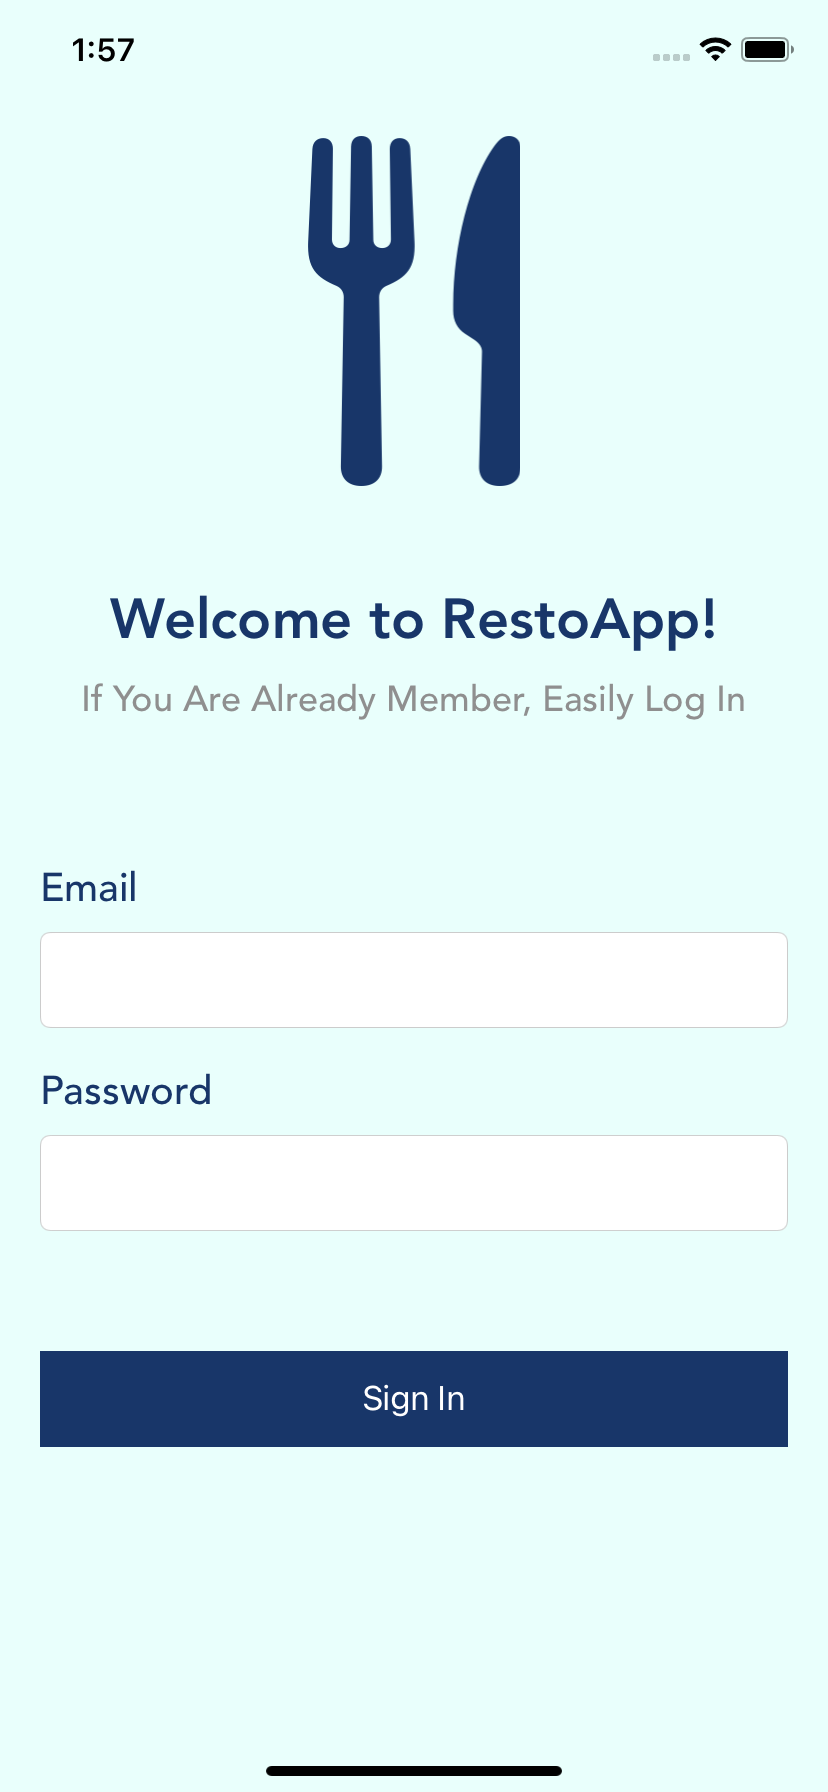 1:57
Welcome to RestoApp!
If You Are Already Member, Easily Log In
Email
Password
Sign In